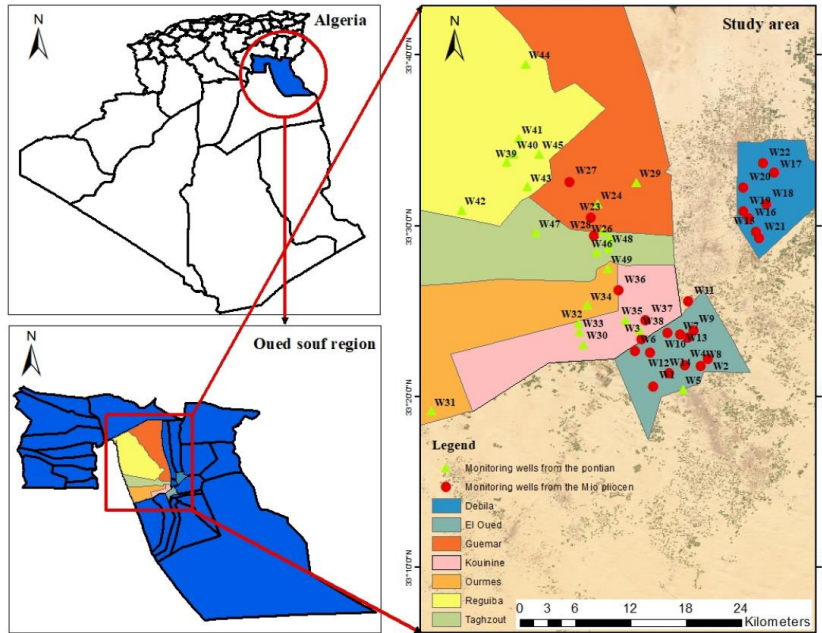 N
Algeria
N
Oued souf region
N
Study area
33°40'0"N
33°30'0"N
33°20'0"N
33°10'0"N
W44
W41
W40 W45
W39
W43
W42
W27
W29
W24
W23
W47
W28 W26
W48
W46
W49
W22
W17
W20
W18
W19
W16
W15
W21
W36
W11
W34
W35 W37
W32
W38
W33
W3
W30
W6
W7
W9
W10
W13
W4 W8
W12 W14
W2
W1
W5
W31
Legend
Monitoring wells from the pontian
Monitoring wells from the Mio pliocen
Debila
El Oued
Guemar
Kouinine
Ourmes
Reguiba
Taghzout
0 3 6 12 18 24
Kilometers